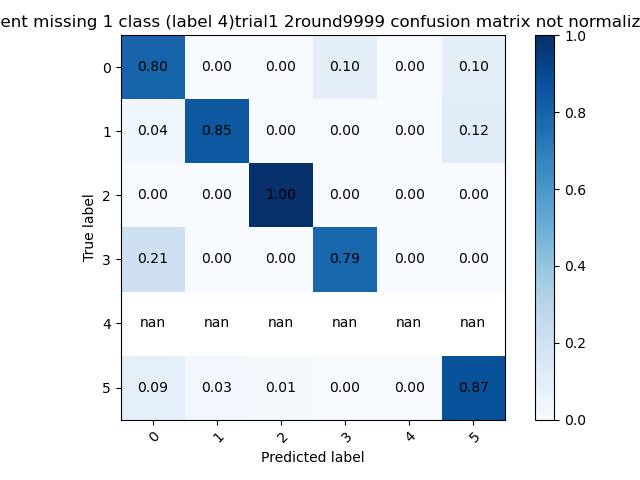 ent missing 1 class (label 4)trial1 2round9999 confusion matrix not normaliz
0 0.80 0.00 0.00 0.10 0.00 0.10
1 0.04 0.85 0.00 0.00 0.00 0.12
2 0.00 0.00 1.00 0.00 0.00 0.00
3 0.21 0.00 0.00 0.79 0.00 0.00
4 nan nan nan nan nan nan
5 0.09 0.03 0.01 0.00 0.00 0.87
0 1 2 3 4 5
True label
Predicted label
1.0
0.8
0.6
0.4
0.2
0.0